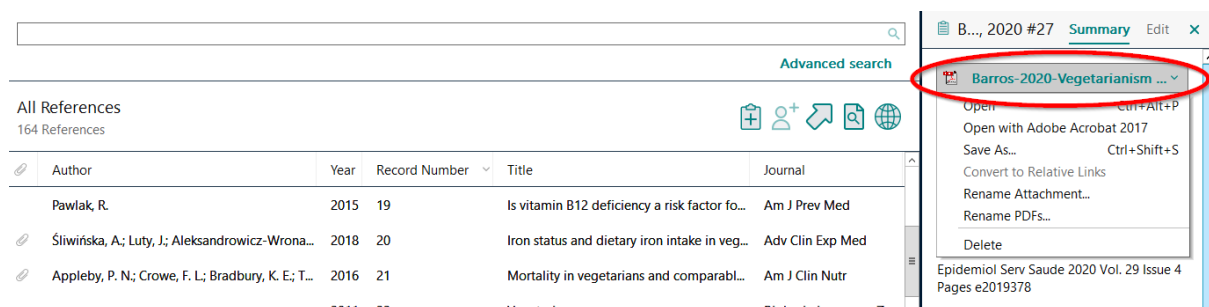 B..., 2020 #27 Summary Edit
Advanced search
Barros-2020-Vegetarianism ...
All References
164 References
Open Ctrl+Alt+P
Open with Adobe Acrobat 2017
Save As... Ctrl+Shift+S
Convert to Relative Links
Rename Attachment...
Rename PDFs...
Delete
Epidemiol Serv Saude 2020 Vol. 29 Issue 4
Pages e2019378
Author Year Record Number Title Journal
Pawlak, R. 2015 19 Is vitamin B12 deficiency a risk factor fo... Am J Prev Med
Śliwińska, A.; Luty, J.; Aleksandrowicz-Wrona... 2018 20 Iron status and dietary iron intake in veg... Adv Clin Exp Med
Appleby, P. N.; Crowe, F. L.; Bradbury, K. E.; T... 2016 21 Mortality in vegetarians and comparabl... Am J Clin Nutr